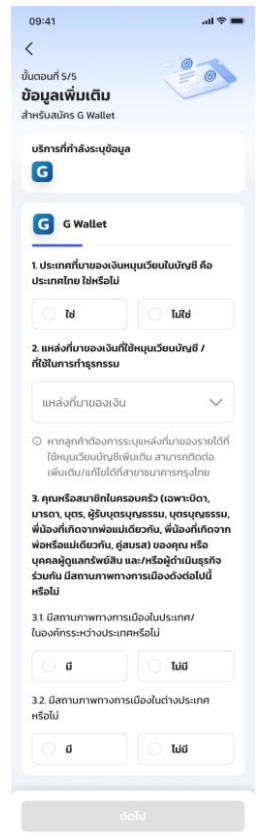 09:41
ขั้นตอนที่ 5/5
ข้อมูลเพิ่มเติม
สำหรับสมัคร G Wallet
บริการที่กำลังระบุข้อมูล
G
G G Wallet
1. ประเทศที่มาของเงินหมุนเวียนในบัญชี คือ
ประเทศไทย ใช่หรือไม่
ใช่ ไม่ใช่
2. แหล่งที่มาของเงินที่ใช้หมุนเวียนบัญชี /
ที่ใช้ในการทำธุรกรรม
แหล่งที่มาของเงิน
หากลูกค้าต้องการระบุแหล่งที่มาของรายได้ที่
ใช้หมุนเวียนบัญชีเพิ่มเติม สามารถติดต่อ
เพิ่มเติม/แก้ไขได้ที่สาขาธนาคารกรุงไทย
3. คุณหรือสมาชิกในครอบครัว (เฉพาะบิดา,
มารดา, บุตร, ผู้รับบุตรบุญธรรม, บุตรบุญธรรม,
พี่น้องที่เกิดจากพ่อแม่เดียวกัน, พี่น้องที่เกิดจาก
พ่อหรือแม่เดียวกัน, คู่สมรส) ของคุณ หรือ
บุคคลผู้ดูแลทรัพย์สิน และ/หรือผู้ดำเนินธุรกิจ
ร่วมกัน มีสถานภาพทางการเมืองดังต่อไปนี้
หรือไม่
3.1. มีสถานภาพทางการเมืองในประเทศ/
ในองค์กรระหว่างประเทศหรือไม่
มี ไม่มี
3.2. มีสถานภาพทางการเมืองในต่างประเทศ
หรือไม่
มี ไม่มี
ถัดไป